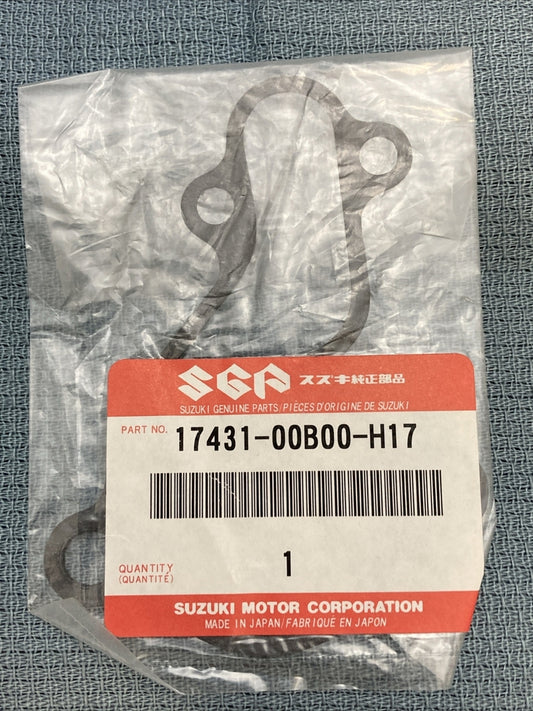 SGP スズキ純正部品
SUZUKI GENUINE PARTS/PIÈCES D'ORIGINE DE SUZUKI
PART NO. 17431-00B00-H17
QUANTITY 1
(QUANTITÉ)
SUZUKI MOTOR CORPORATION
MADE IN JAPAN/FABRIQUE EN JAPON